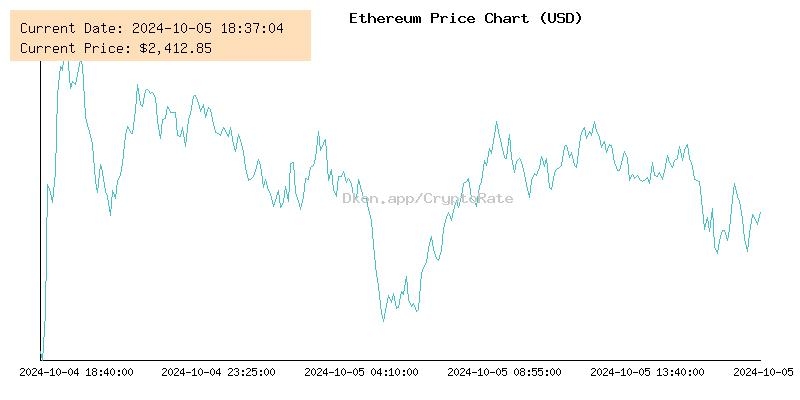 Ethereum Price Chart (USD)
Current Date: 2024-10-05 18:37:04
Current Price: $2,412.85
Dken.app/CryptoRate
2024-10-04 18:40:00 2024-10-04 23:25:00 2024-10-05 04:10:00 2024-10-05 08:55:00 2024-10-05 13:40:00 2024-10-05